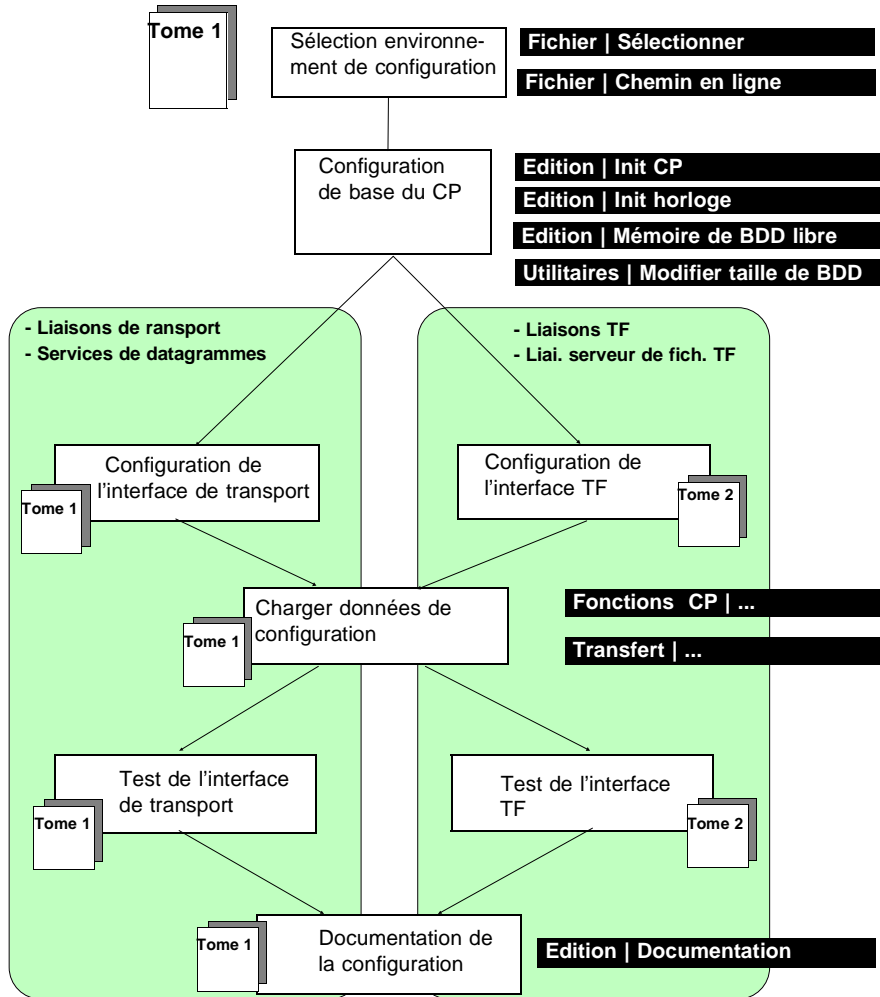 Tome 1
Sélection environne-
ment de configuration
Fichier | Sélectionner
Fichier | Chemin en ligne
Configuration
de base du CP
Edition | Init CP
Edition | Init horloge
Edition | Mémoire de BDD libre
Utilitaires | Modifier taille de BDD
- Liaisons de ransport
- Services de datagrammes
- Liaisons TF
- Liai. serveur de fich. TF
Configuration de
l'interface de transport
Tome 1
Configuration de
l'interface TF
Tome 2
Charger données de
configuration
Tome 1
Fonctions CP | ...
Transfert | ...
Test de l'interface
de transport
Tome 1
Test de l'interface
TF
Tome 2
Documentation de
la configuration
Tome 1
Edition | Documentation